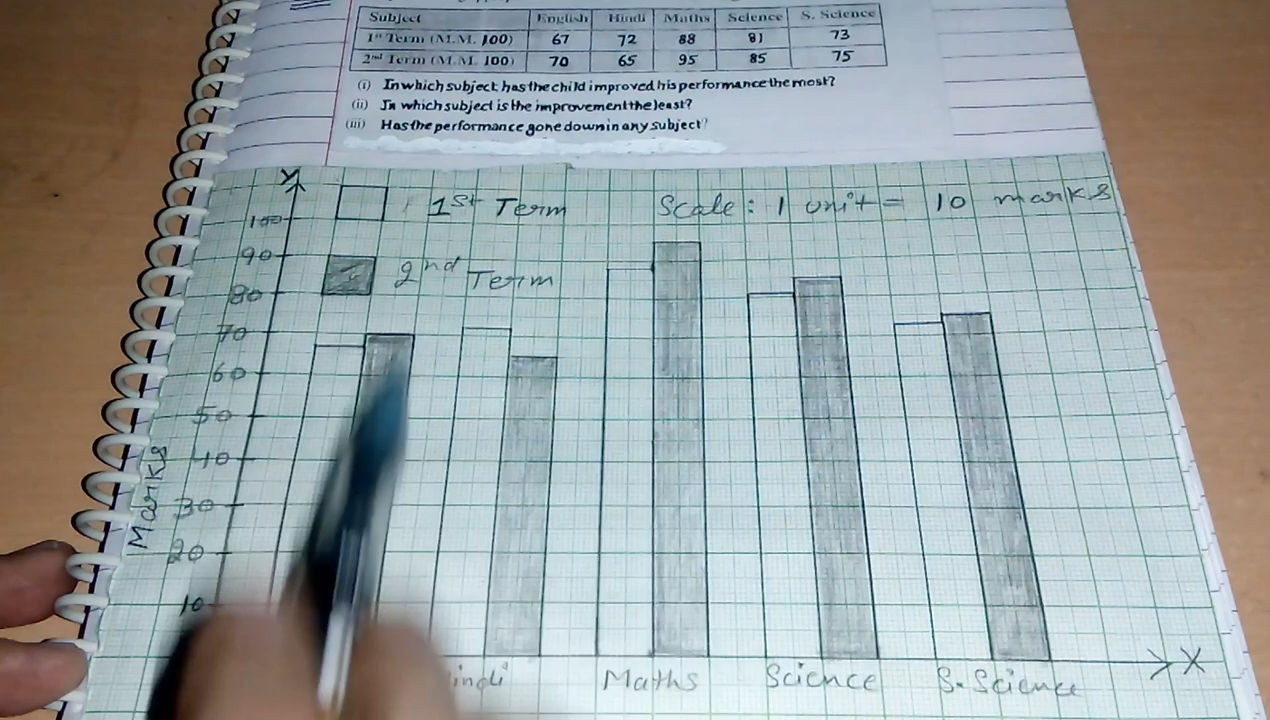 Subject English Hindi Maths Science S. Science
1st Term (M.M. 100) 67 72 88 81 73
2nd Term (M.M. 100) 70 65 95 85 75
(i) In which subject has the child improved his performance the most?
(ii) In which subject is the improvement the least?
(iii) Has the performance gone down in any subject?
Y
1st Term Scale: 1 unit = 10 marks
2nd Term
100
90
80
70
60
50
40
30
20
10
Marks
indi Maths Science S. Science X